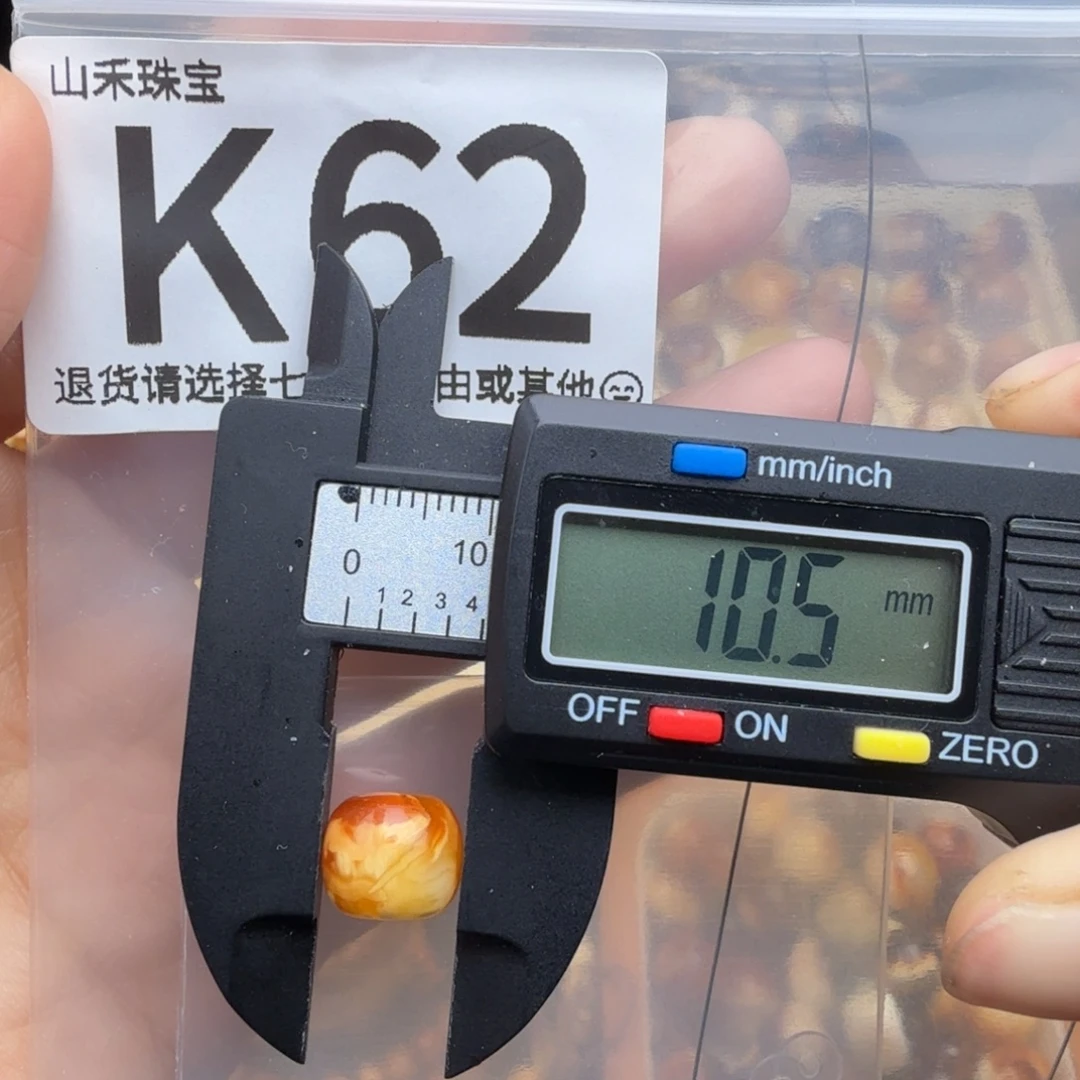 山禾珠宝
K62
退货请选择七
由或其他
mm/inch
0 10
1 2 3 4
10.5 mm
OFF ON ZERO